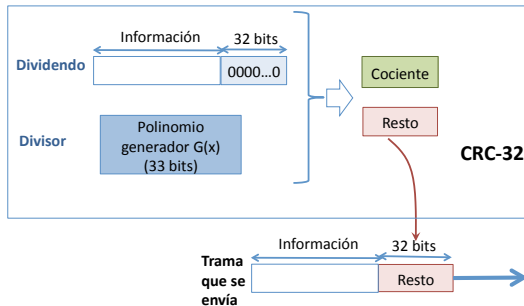 Información
32 bits
Dividendo
0000...0
Cociente
Polinomio
generador G(x)
(33 bits)
Divisor
Resto
CRC-32
Información
32 bits
Trama
que se
envía
Resto